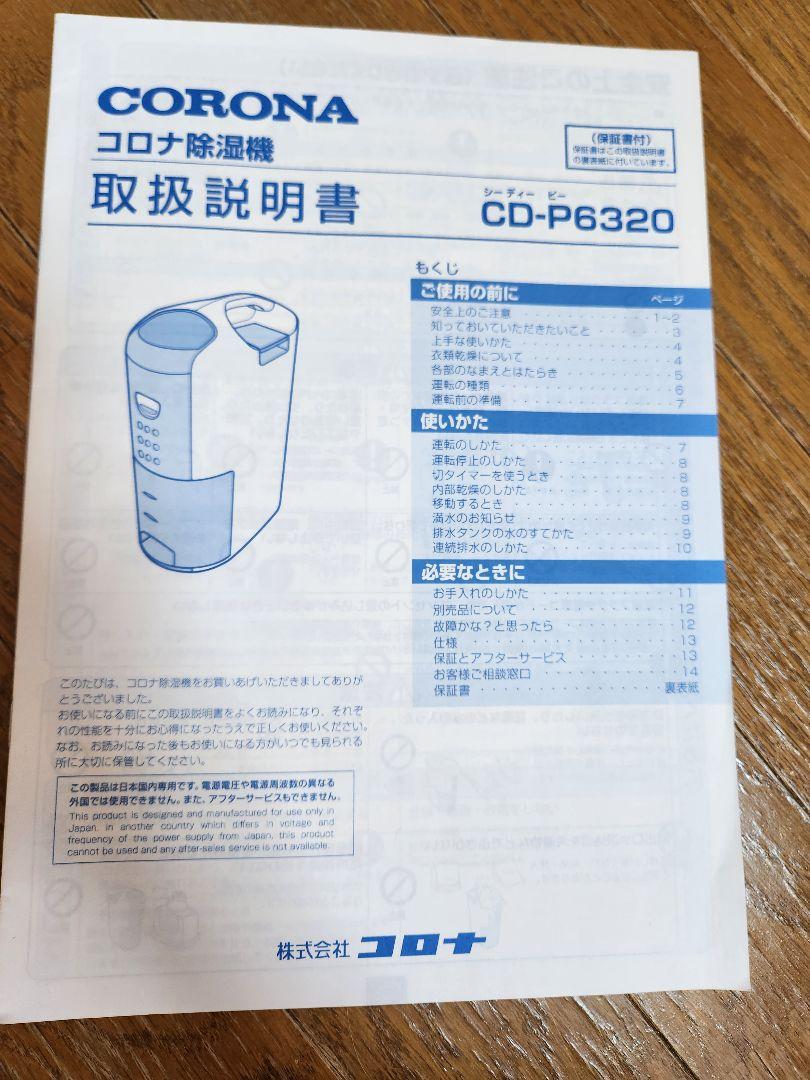 CORONA
コロナ除湿機
取扱説明書
(保証書付)
保証書はこの取扱説明書
の裏表紙に付いています。
シーディー ピー
CD-P6320
もくじ
ご使用の前に ページ
安全上のご注意 1~2
知っておいていただきたいこと 3
上手な使いかた 4
衣類乾燥について 4
各部のなまえとはたらき 5
運転の種類 6
運転前の準備 7
使いかた
運転のしかた 7
運転停止のしかた 8
切タイマーを使うとき 8
内部乾燥のしかた 8
移動するとき 8
満水のお知らせ 9
排水タンクの水のすてかた 9
連続排水のしかた 10
必要なときに
お手入れのしかた 11
別売品について 12
故障かな?と思ったら 12
仕様 13
保証とアフターサービス 13
お客様ご相談窓口 14
保証書 裏表紙
このたびは、コロナ除湿機をお買いあげいただきましてありが
とうございました。
お使いになる前にこの取扱説明書をよくお読みになり、それぞ
れの性能を十分にお心得になったうえで正しくお使いください。
なお、お読みになった後もお使いになる方がいつでも見られる
所に大切に保管してください。
この製品は日本国内専用です。電源電圧や電源周波数の異なる
外国では使用できません。また、アフターサービスもできません。
This product is designed and manufactured for use only in
Japan. in another country which differs in voltage and
frequency of the power supply from Japan, this product
cannot be used and any after-sales service is not available.
株式会社 コロナ